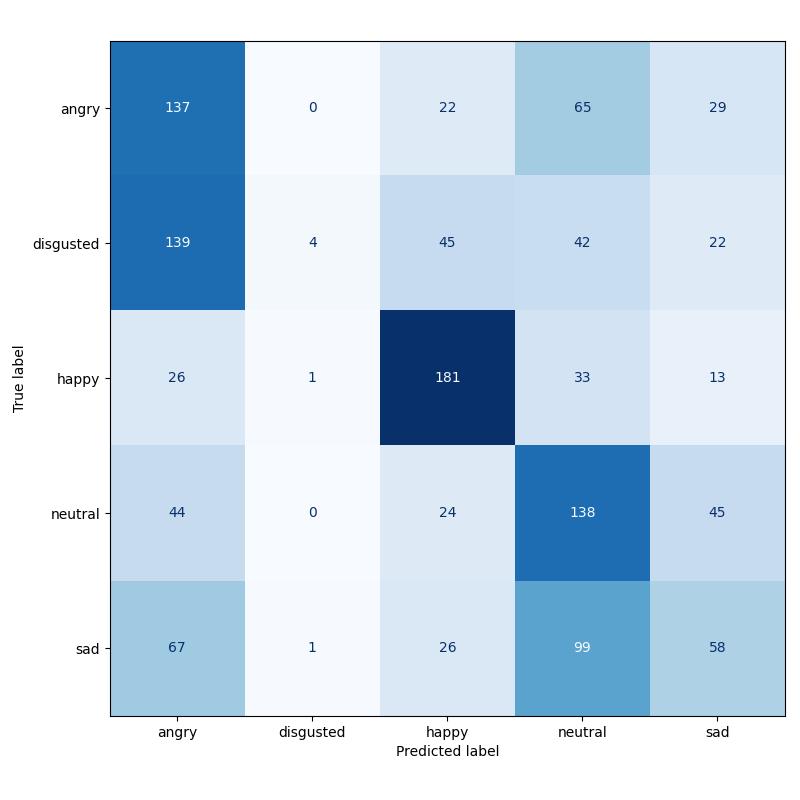 angry 137 0 22 65 29
disgusted 139 4 45 42 22
happy 26 1 181 33 13
neutral 44 0 24 138 45
sad 67 1 26 99 58
True label
angry disgusted happy neutral sad
Predicted label